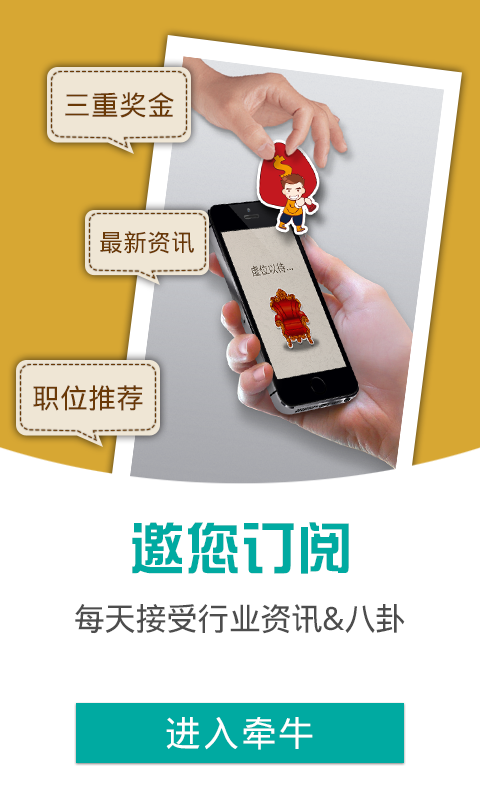 三重奖金
最新资讯
虚位以待...
职位推荐
邀您订阅
每天接受行业资讯&八卦
进入牵牛